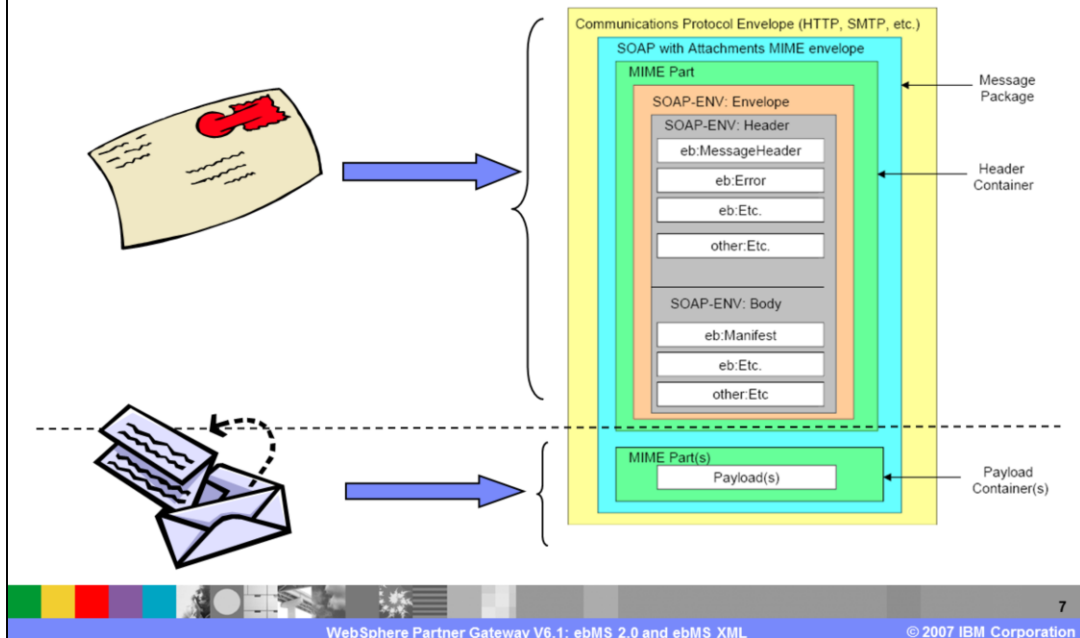 Communications Protocol Envelope (HTTP, SMTP, etc.)
SOAP with Attachments MIME envelope
MIME Part
SOAP-ENV: Envelope
SOAP-ENV: Header
eb:MessageHeader
eb:Error
eb:Etc.
other:Etc.
SOAP-ENV: Body
eb:Manifest
eb:Etc.
other:Etc
MIME Part(s)
Payload(s)
Message
Package
Header
Container
Payload
Container(s)
7
WebSphere Partner Gateway V6.1: ebMS 2.0 and ebMS XML
© 2007 IBM Corporation